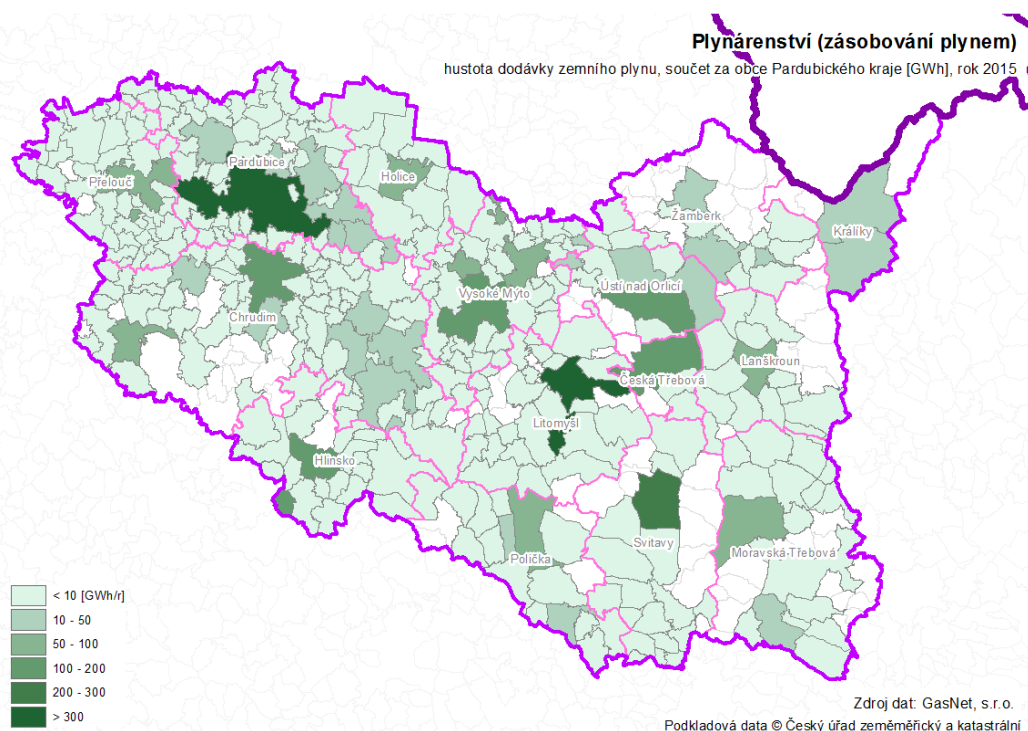 Plynárenství (zásobování plynem)
hustota dodávky zemního plynu, součet za obce Pardubického kraje [GWh], rok 2015
Pardubice
Přelouč
Holice
Žamberk
Králíky
Ústí nad Orlicí
Vysoké Mýto
Chrudim
Lanškroun
Česká Třebová
Litomyšl
Hlinsko
Svitavy
Moravská Třebová
Polička
< 10 [GWh/r]
10 - 50
50 - 100
100 - 200
200 - 300
> 300
Zdroj dat: GasNet, s.r.o.
Podkladová data © Český úřad zeměměřický a katastrální